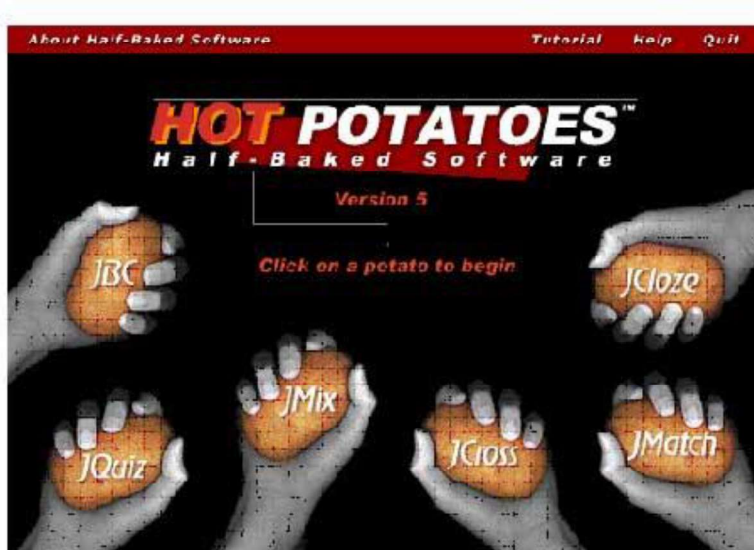 About Half-Baked Software Tutorial Help Quit
HOT POTATOES™
Half-Baked Software
Version 5
Click on a potato to begin
JBC
JCloze
JMix
JQuiz
JCross
JMatch